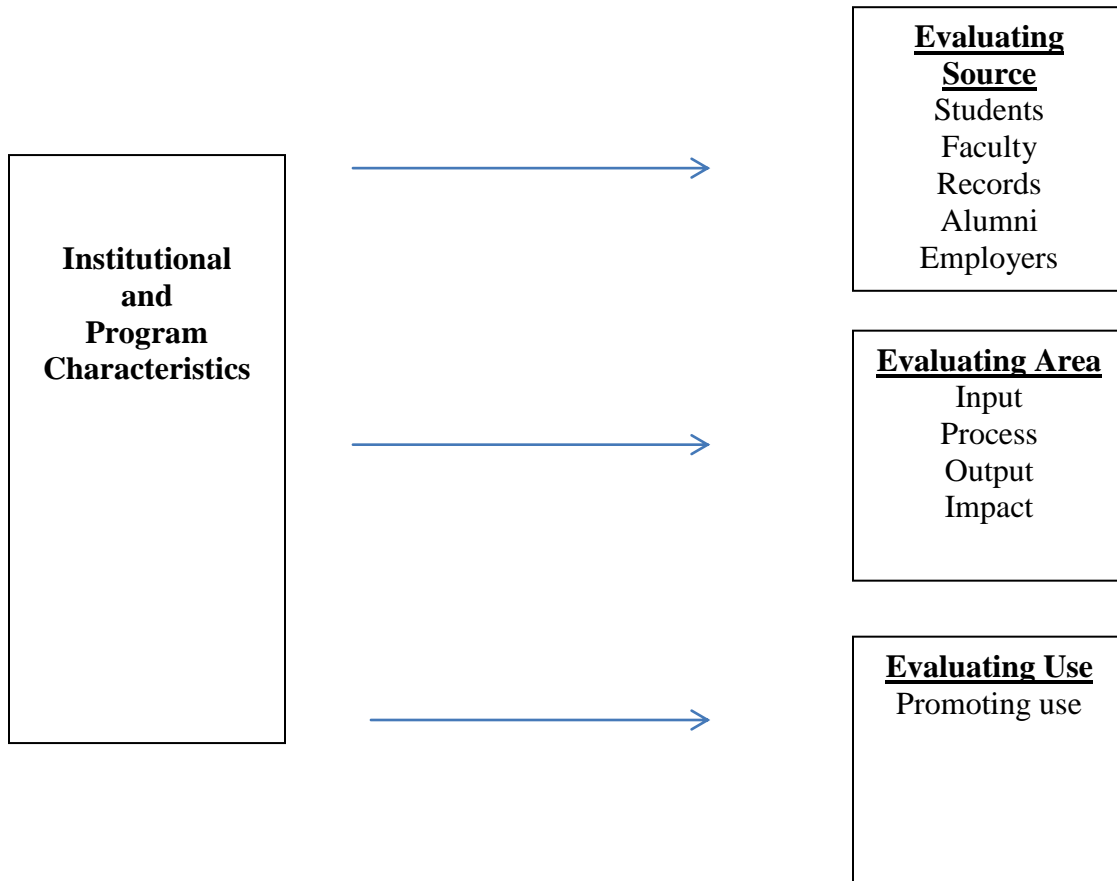 Institutional
and
Program
Characteristics
Evaluating
Source
Students
Faculty
Records
Alumni
Employers
Evaluating Area
Input
Process
Output
Impact
Evaluating Use
Promoting use